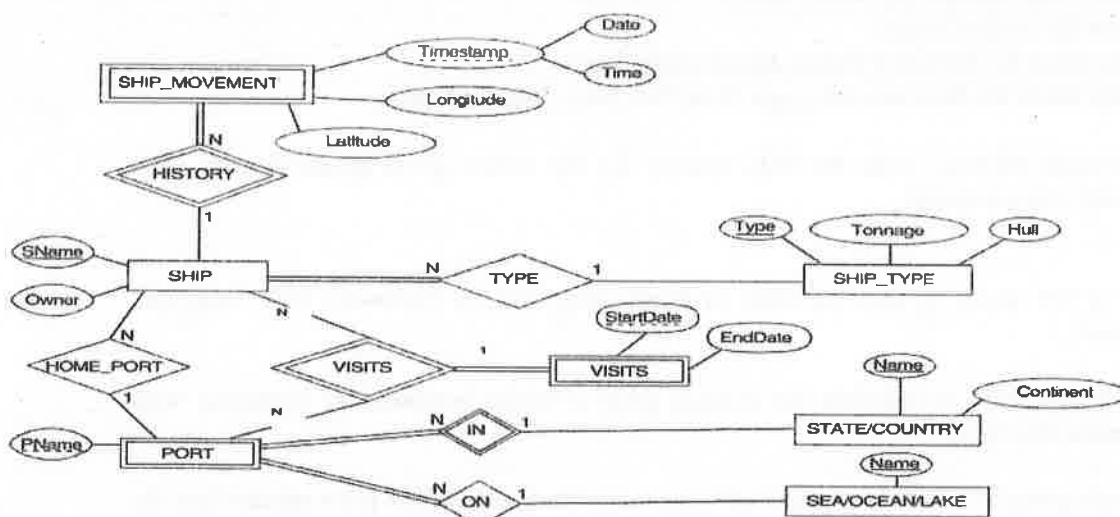 Date
Timestamp
SHIP_MOVEMENT
Time
Longitude
Latitude
N
HISTORY
1
SName
Type
Tonnage
Hull
SHIP
N
TYPE
1
SHIP_TYPE
Owner
N
StartDate
N
1
EndDate
HOME_PORT
VISITS
VISITS
Name
Continent
1
N
N
IN
1
STATE/COUNTRY
PName
PORT
Name
N
ON
1
SEA/OCEAN/LAKE